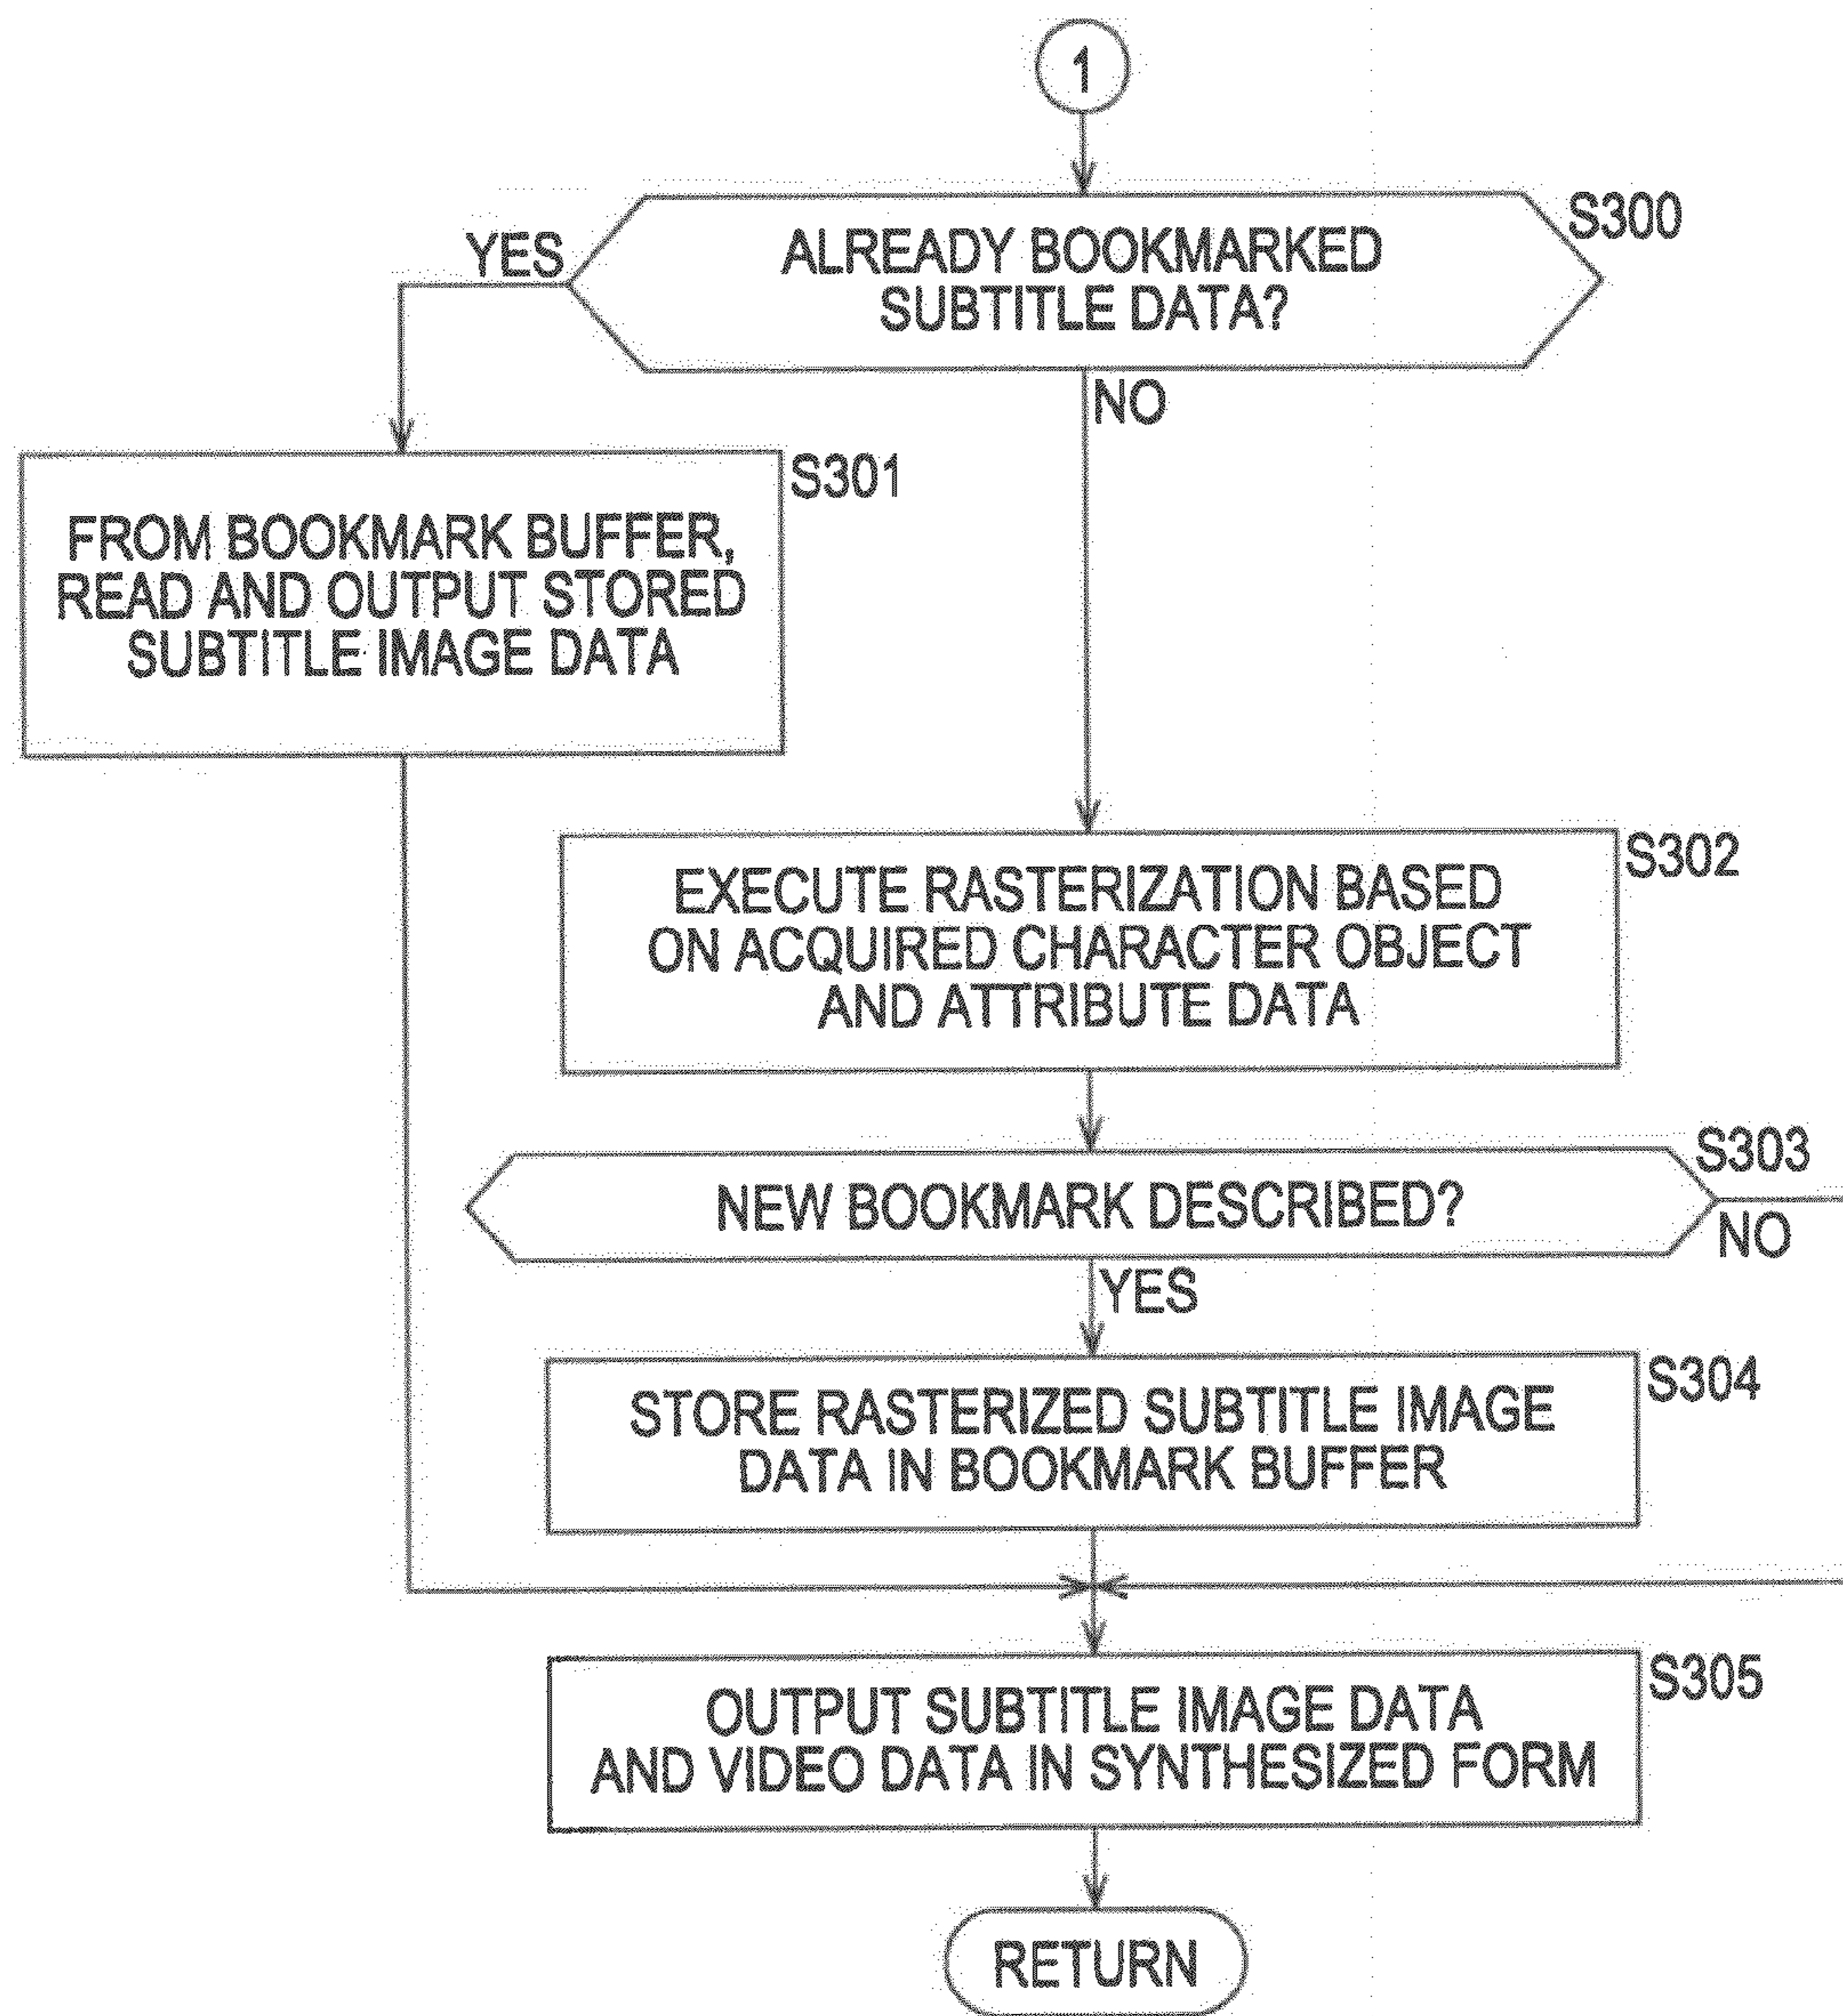 1
S300
ALREADY BOOKMARKED
SUBTITLE DATA?
YES
NO
S301
FROM BOOKMARK BUFFER,
READ AND OUTPUT STORED
SUBTITLE IMAGE DATA
S302
EXECUTE RASTERIZATION BASED
ON ACQUIRED CHARACTER OBJECT
AND ATTRIBUTE DATA
S303
NEW BOOKMARK DESCRIBED?
NO
YES
S304
STORE RASTERIZED SUBTITLE IMAGE
DATA IN BOOKMARK BUFFER
S305
OUTPUT SUBTITLE IMAGE DATA
AND VIDEO DATA IN SYNTHESIZED FORM
RETURN